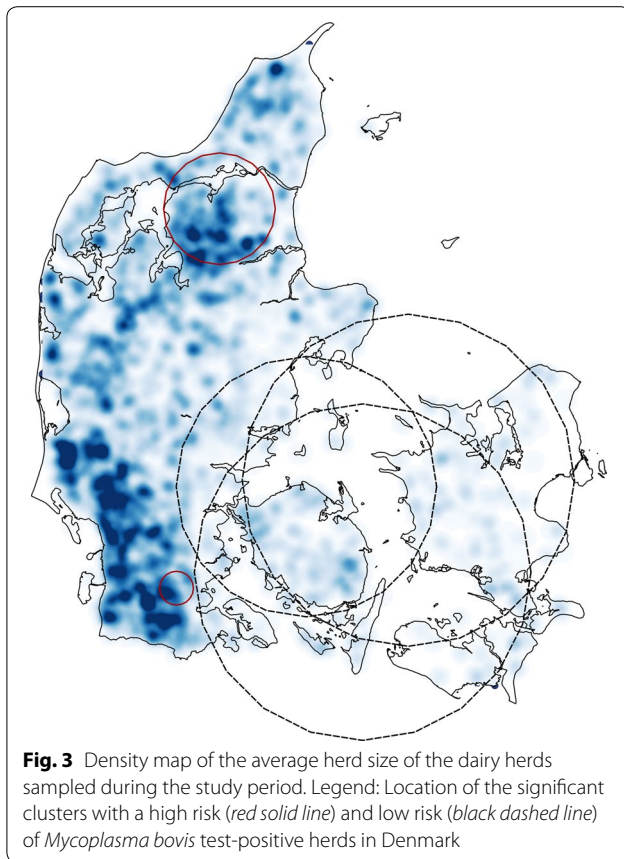 Fig. 3 Density map of the average herd size of the dairy herds
sampled during the study period. Legend: Location of the significant
clusters with a high risk (red solid line) and low risk (black dashed line)
of Mycoplasma bovis test-positive herds in Denmark